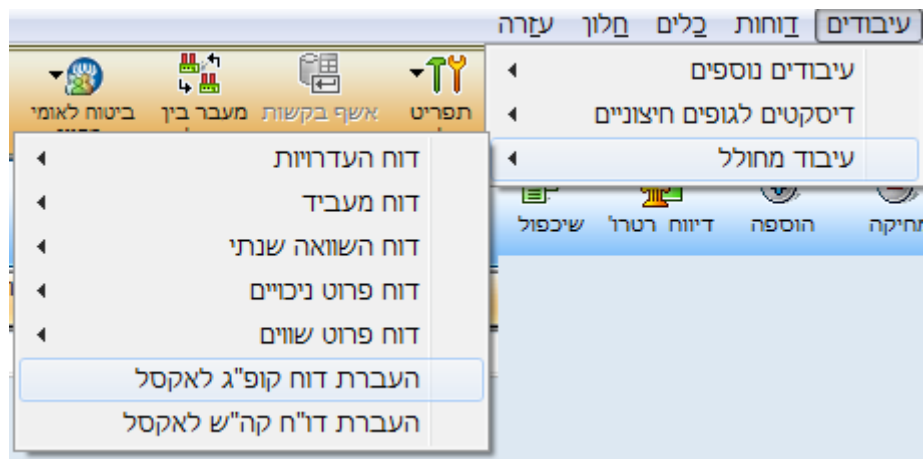 עיבודים דוחות כלים חלון עזרה
עיבודים נוספים
דיסקטים לגופים חיצוניים
עיבוד מחולל
תפריט אשף בקשות מעבר בין ביטוח לאומי
דוח העדרויות
דוח מעביד
דוח השוואה שנתי
דוח פרוט ניכויים
דוח פרוט שווים
העברת דוח קופ"ג לאקסל
העברת דו"ח קה"ש לאקסל
מחיקה הוספה דיווח רטרו' שיכפול